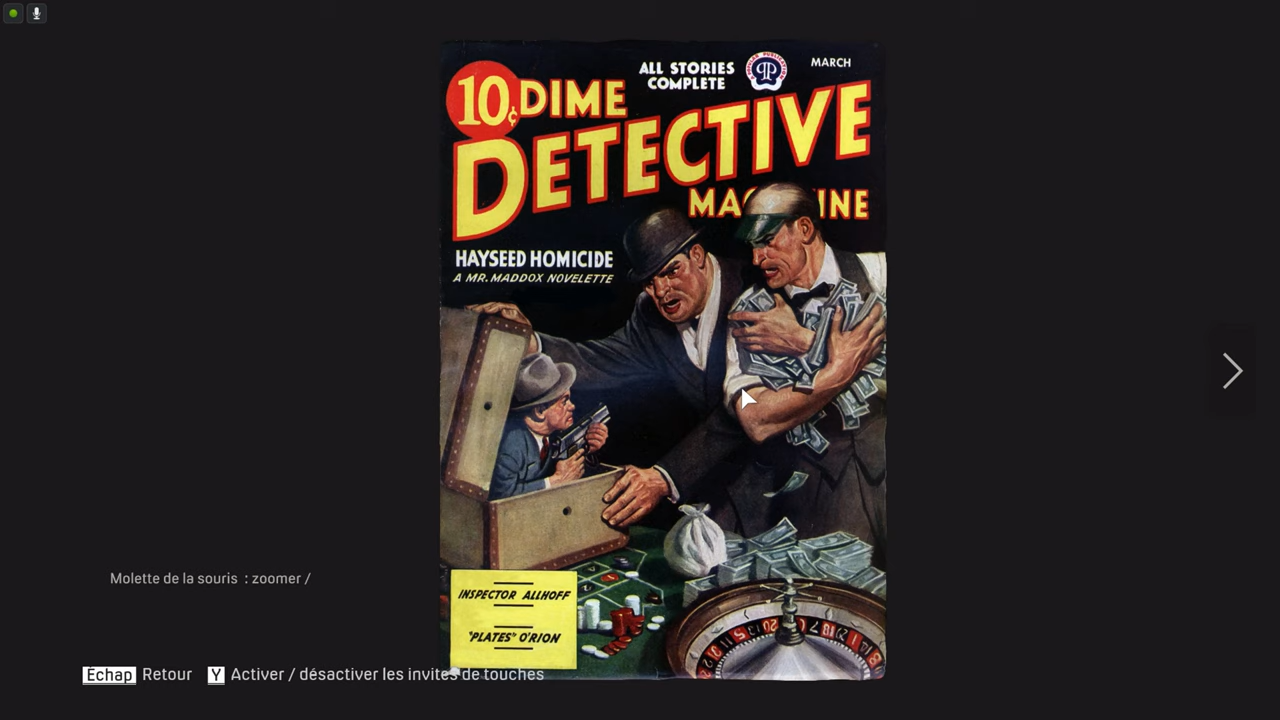 ALL STORIES
COMPLETE
MARCH
10¢ DIME
DETECTIVE
MAGAZINE
HAYSEED HOMICIDE
A MR. MADDOX NOVELETTE
INSPECTOR ALLHOFF
"PLATES" O'RION
Molette de la souris : zoomer /
Échap Retour Y Activer / désactiver les invites de touches